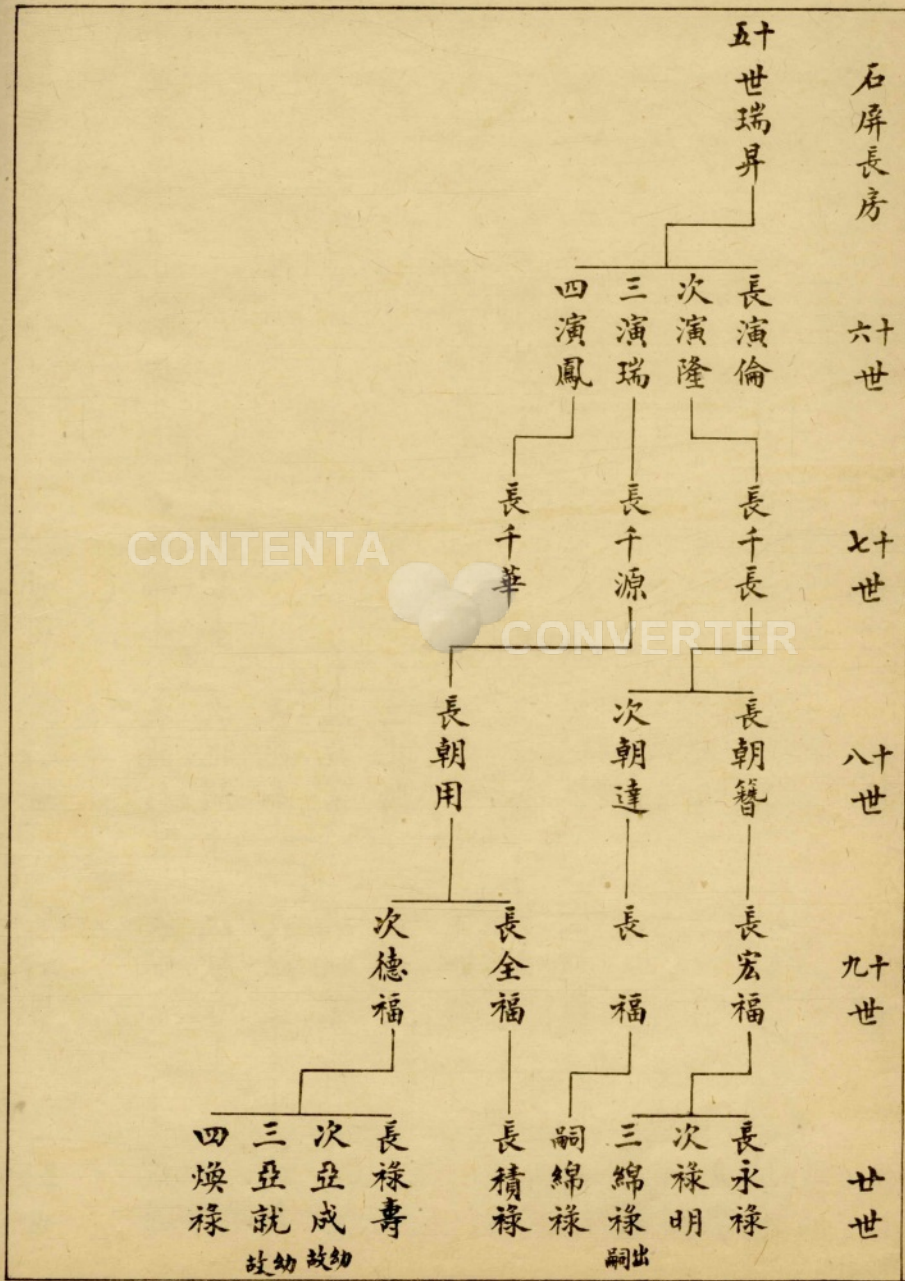 石屏長房
十五世瑞昇
十六世
長演倫
次演隆
三演瑞
四演鳳
十七世
長千長
長千源
長千華
十八世
長朝簪
次朝達
長朝用
十九世
長宏福
長 福
長全福
次德福
廿世
長永祿
次祿明
三綿祿 出嗣
嗣綿祿
長積祿
長祿壽
次亞成 幼故
三亞就 幼故
四煥祿
CONTENTA
CONVERTER